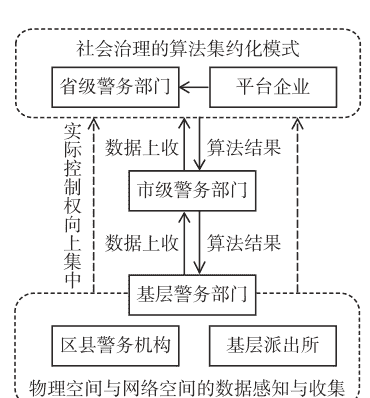 社会治理的算法集约化模式
省级警务部门
平台企业
实际控制权向上集中
数据上收
算法结果
市级警务部门
数据上收
算法结果
基层警务部门
区县警务机构
基层派出所
物理空间与网络空间的数据感知与收集